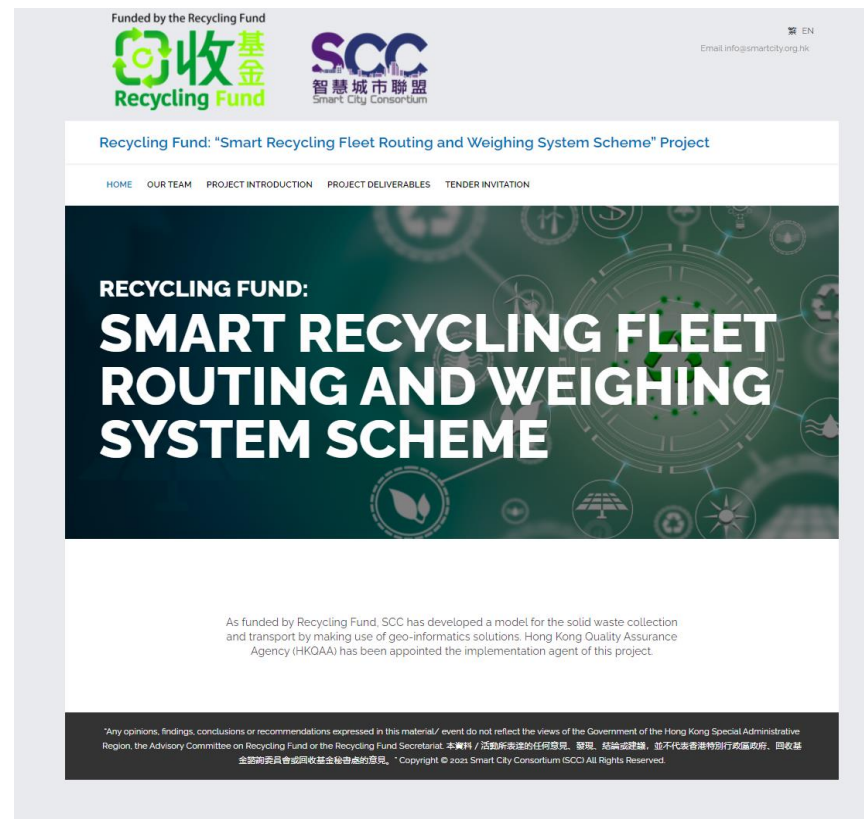 Funded by the Recycling Fund
回收基金
Recycling Fund
SCC
智慧城市聯盟
Smart City Consortium
繁 EN
Email info@smartcity.org.hk
Recycling Fund: “Smart Recycling Fleet Routing and Weighing System Scheme” Project
HOME OUR TEAM PROJECT INTRODUCTION PROJECT DELIVERABLES TENDER INVITATION
RECYCLING FUND:
SMART RECYCLING FLEET
ROUTING AND WEIGHING
SYSTEM SCHEME
As funded by Recycling Fund, SCC has developed a model for the solid waste collection
and transport by making use of geo-informatics solutions. Hong Kong Quality Assurance
Agency (HKQAA) has been appointed the implementation agent of this project.
"Any opinions, findings, conclusions or recommendations expressed in this material/ event do not reflect the views of the Government of the Hong Kong Special Administrative
Region, the Advisory Committee on Recycling Fund or the Recycling Fund Secretariat. 本資料 / 活動所表達的任何意見、發現、結論或建議，並不代表香港特別行政區政府、回收基
金諮詢委員會或回收基金秘書處的意見。" Copyright © 2021 Smart City Consortium (SCC) All Rights Reserved.